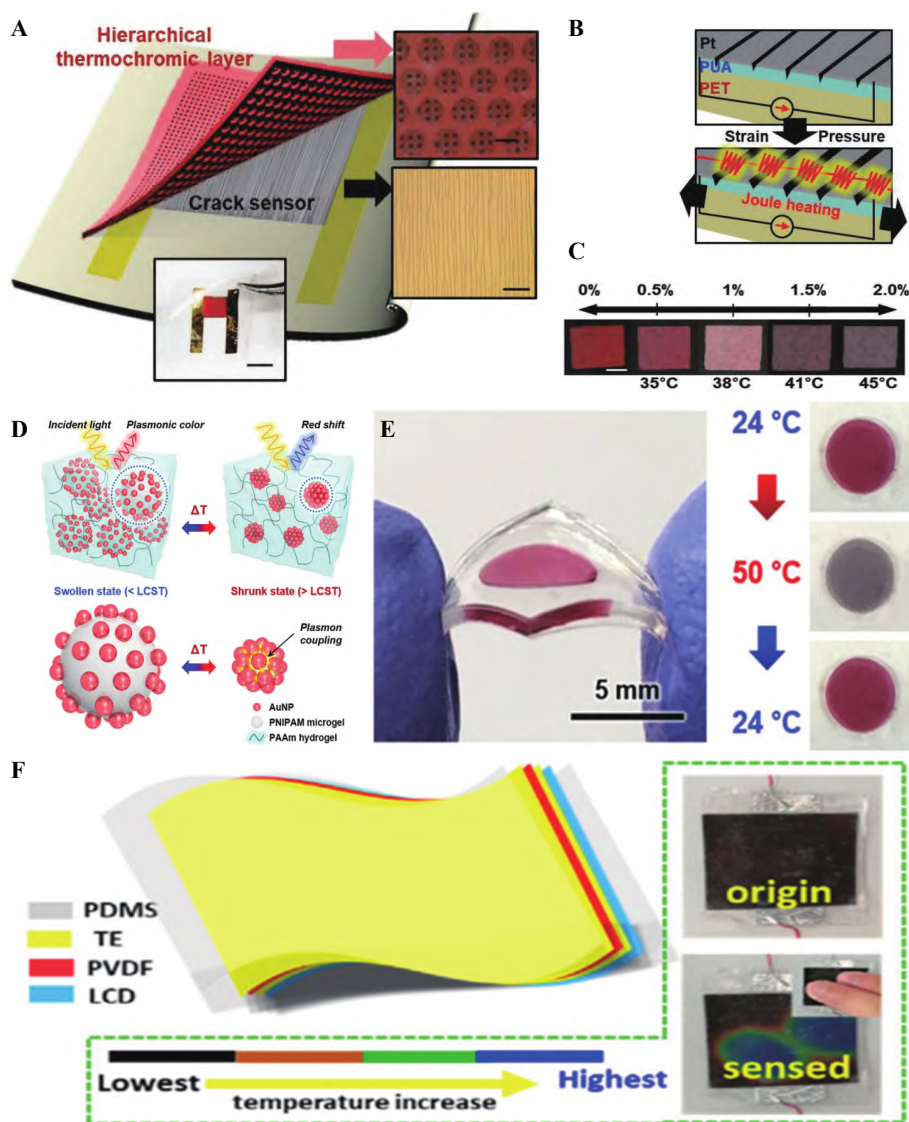 A
Hierarchical
thermochromic layer
Crack sensor
B
Pt
PUA
PET
Strain Pressure
Joule heating
C
0% 0.5% 1% 1.5% 2.0%
35°C 38°C 41°C 45°C
D
Incident light Plasmonic color
Red shift
ΔT
Swollen state (< LCST) Shrunk state (> LCST)
ΔT
Plasmon
coupling
AuNP
PNIPAM microgel
PAAm hydrogel
E
5 mm
24 °C
50 °C
24 °C
F
PDMS
TE
PVDF
LCD
Lowest Highest
temperature increase
origin
sensed